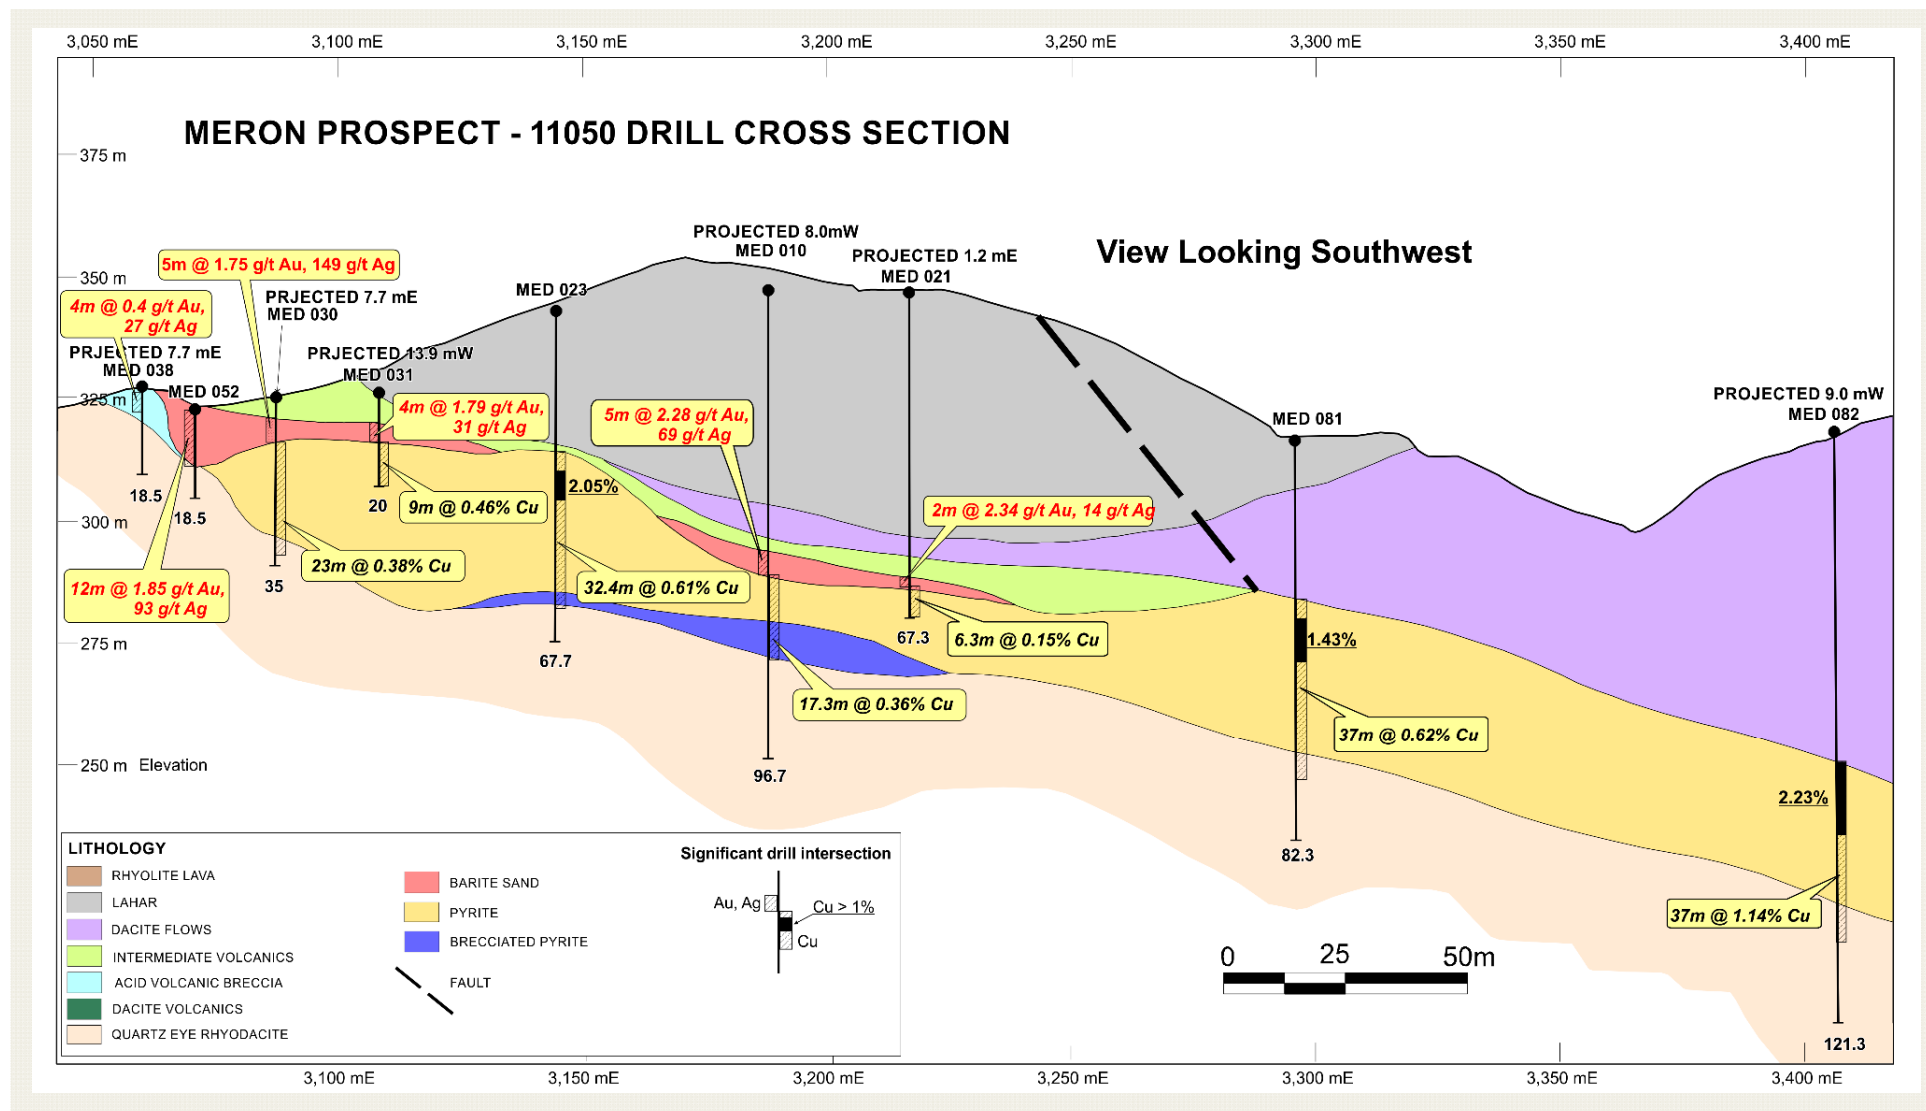 3,050 mE 3,100 mE 3,150 mE 3,200 mE 3,250 mE 3,300 mE 3,350 mE 3,400 mE
MERON PROSPECT - 11050 DRILL CROSS SECTION
375 m
View Looking Southwest
350 m
325 m
300 m
275 m
250 m Elevation
5m @ 1.75 g/t Au, 149 g/t Ag
4m @ 0.4 g/t Au,
27 g/t Ag
PRJECTED 7.7 mE
MED 038
18.5
MED 052
18.5
12m @ 1.85 g/t Au,
93 g/t Ag
PRJECTED 7.7 mE
MED 030
35
23m @ 0.38% Cu
PRJECTED 13.9 mW
MED 031
20
4m @ 1.79 g/t Au,
31 g/t Ag
9m @ 0.46% Cu
MED 023
2.05%
32.4m @ 0.61% Cu
67.7
PROJECTED 8.0mW
MED 010
5m @ 2.28 g/t Au,
69 g/t Ag
17.3m @ 0.36% Cu
96.7
PROJECTED 1.2 mE
MED 021
2m @ 2.34 g/t Au, 14 g/t Ag
6.3m @ 0.15% Cu
67.3
MED 081
1.43%
37m @ 0.62% Cu
82.3
PROJECTED 9.0 mW
MED 082
2.23%
37m @ 1.14% Cu
121.3
LITHOLOGY
RHYOLITE LAVA
LAHAR
DACITE FLOWS
INTERMEDIATE VOLCANICS
ACID VOLCANIC BRECCIA
DACITE VOLCANICS
QUARTZ EYE RHYODACITE
BARITE SAND
PYRITE
BRECCIATED PYRITE
FAULT
Significant drill intersection
Au, Ag
Cu > 1%
Cu
0 25 50m
3,100 mE 3,150 mE 3,200 mE 3,250 mE 3,300 mE 3,350 mE 3,400 mE